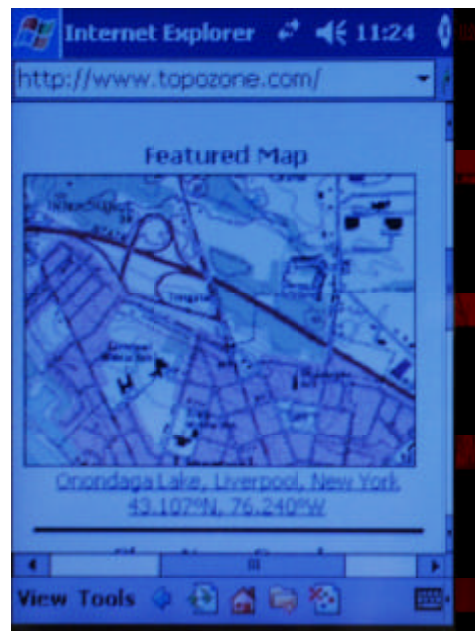 Internet Explorer 11:24
http://www.topozone.com/
Featured Map
Onondaga Lake, Liverpool, New York
43.107°N, 76.240°W
View Tools